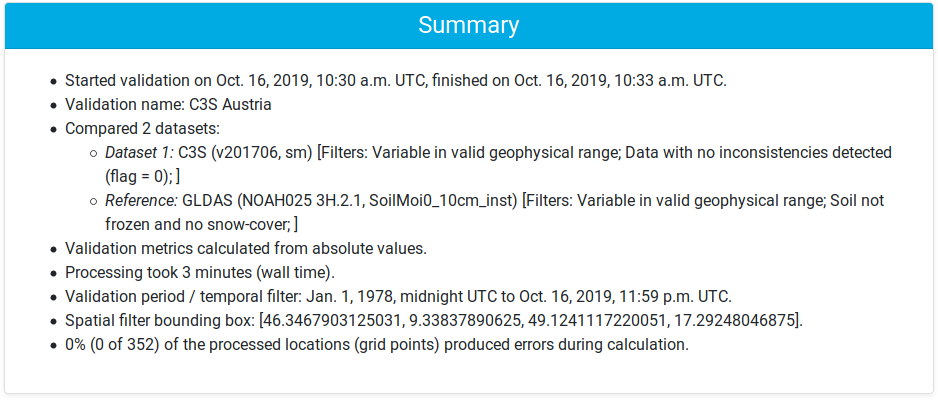 Summary
• Started validation on Oct. 16, 2019, 10:30 a.m. UTC, finished on Oct. 16, 2019, 10:33 a.m. UTC.
• Validation name: C3S Austria
• Compared 2 datasets:
◦ Dataset 1: C3S (v201706, sm) [Filters: Variable in valid geophysical range; Data with no inconsistencies detected
(flag = 0); ]
◦ Reference: GLDAS (NOAH025 3H.2.1, SoilMoi0_10cm_inst) [Filters: Variable in valid geophysical range; Soil not
frozen and no snow-cover; ]
• Validation metrics calculated from absolute values.
• Processing took 3 minutes (wall time).
• Validation period / temporal filter: Jan. 1, 1978, midnight UTC to Oct. 16, 2019, 11:59 p.m. UTC.
• Spatial filter bounding box: [46.3467903125031, 9.33837890625, 49.1241117220051, 17.29248046875].
• 0% (0 of 352) of the processed locations (grid points) produced errors during calculation.